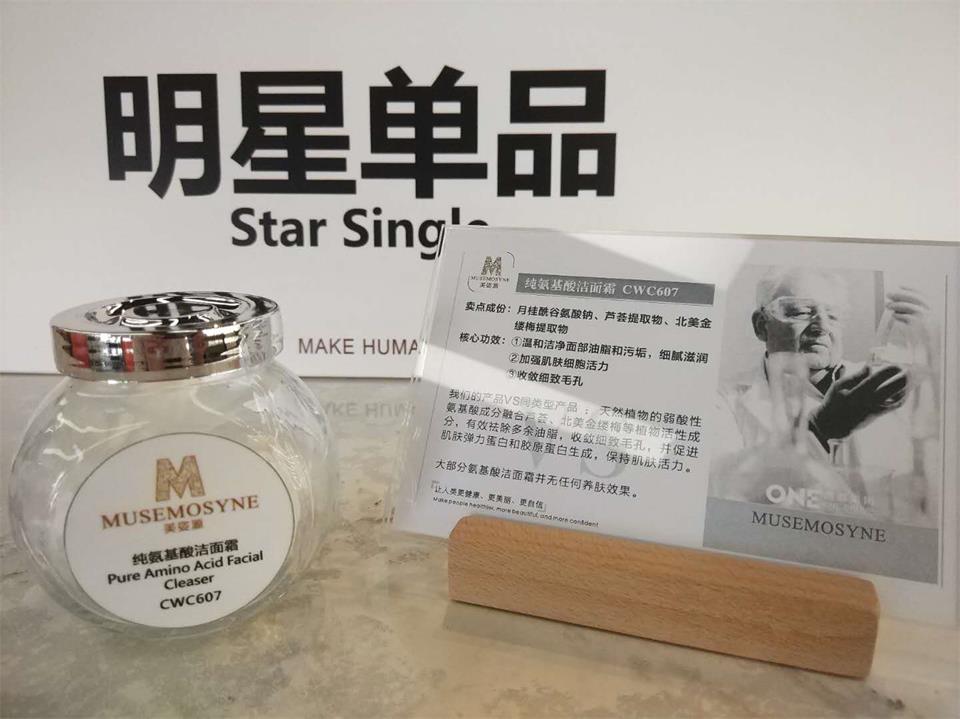 明星单品
Star Single
MAKE HUMA
M
MUSEMOSYNE
美姿源
纯氨基酸洁面霜
Pure Amino Acid Facial
Cleaser
CWC607
M
MUSEMOSYNE
美姿源
纯氨基酸洁面霜 CWC607
卖点成份：月桂酰谷氨酸钠、芦荟提取物、北美金
缕梅提取物
核心功效：①温和洁净面部油脂和污垢，细腻滋润
②加强肌肤细胞活力
③收敛细致毛孔
我们的产品VS同类型产品：天然植物的弱酸性
氨基酸成分融合芦荟、北美金缕梅等植物活性成
分，有效祛除多余油脂，收敛细致毛孔，并促进
肌肤弹力蛋白和胶原蛋白生成，保持肌肤活力。
大部分氨基酸洁面霜并无任何养肤效果。
让人类更健康、更美丽、更自信
Make people healthier, more beautiful, and more confident
ONE
MUSEMOSYNE